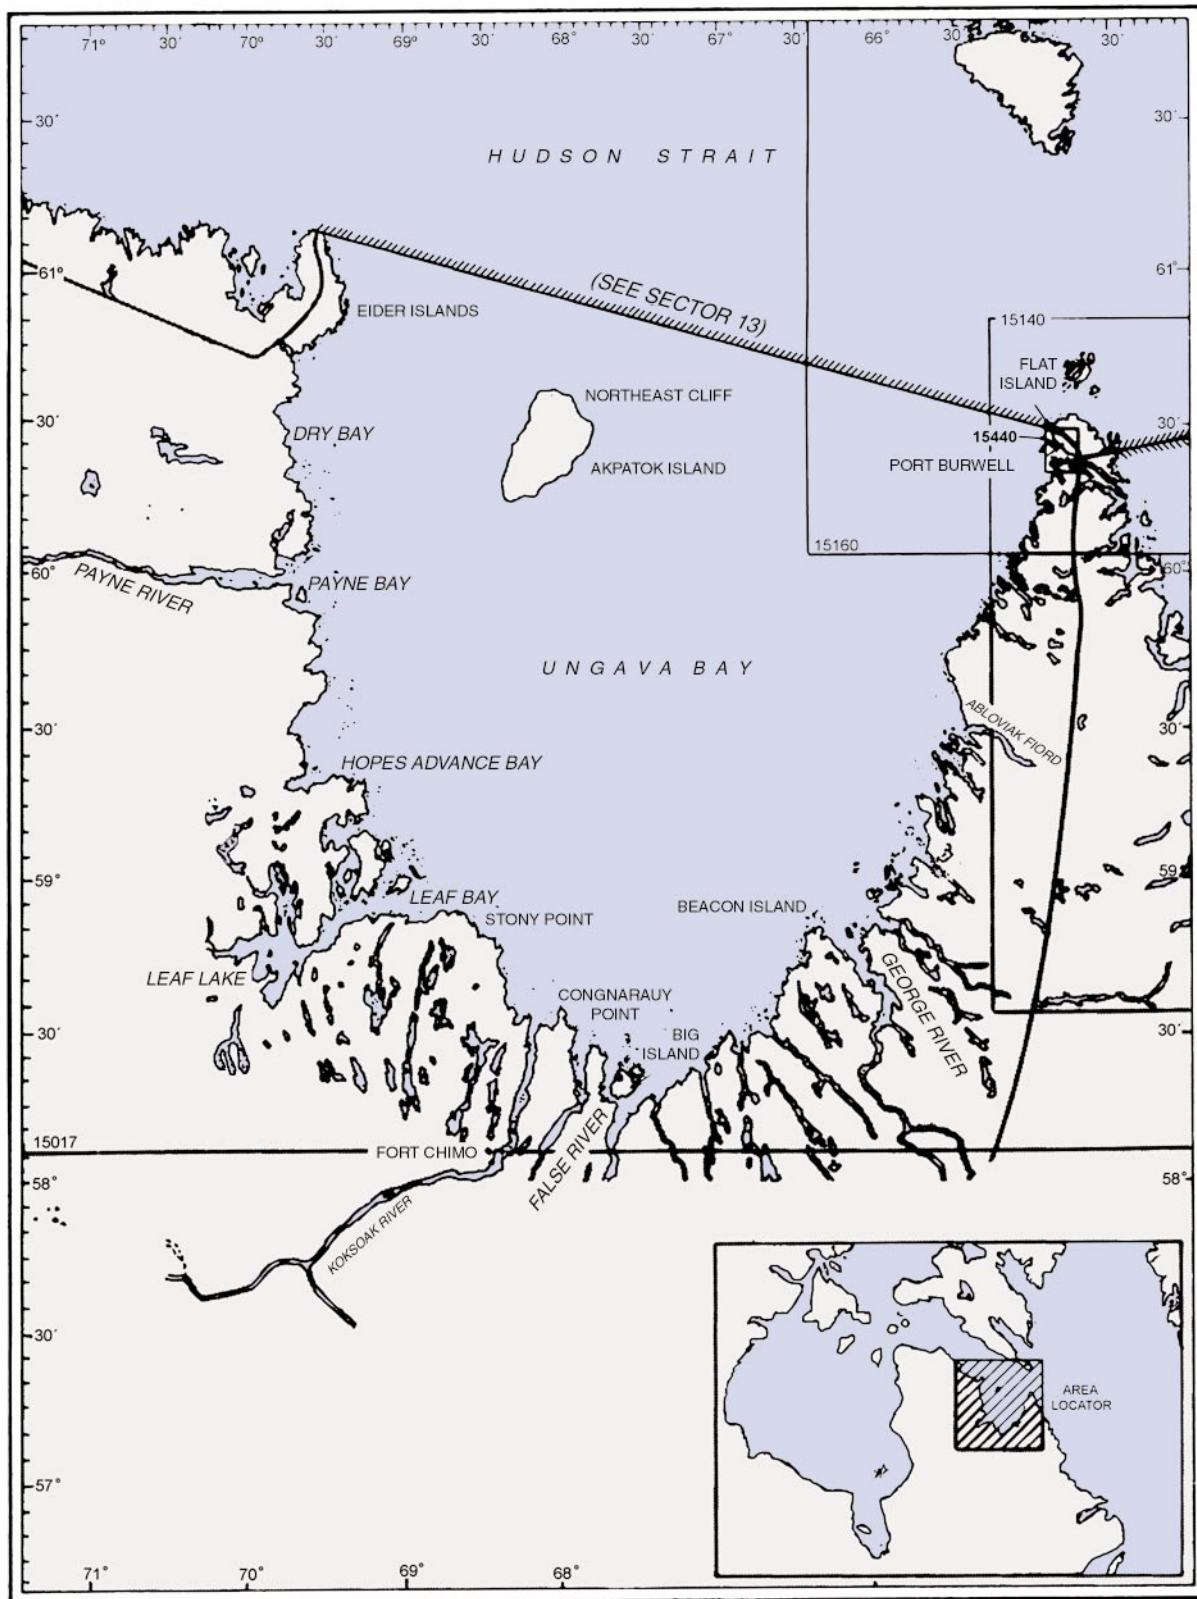 71° 30´ 70° 30´ 69° 30´ 68° 30´ 67° 30´ 66° 30´ 65° 30´
30´ 30´
HUDSON STRAIT
61° 61°
(SEE SECTOR 13)
EIDER ISLANDS
15140
FLAT
ISLAND
NORTHEAST CLIFF
30´ 30´
DRY BAY
15440
AKPATOK ISLAND
PORT BURWELL
15160
60° 60°
PAYNE RIVER
PAYNE BAY
UNGAVA BAY
ABLOVIAK FIORD
30´ 30´
HOPES ADVANCE BAY
59° 59°
LEAF BAY
BEACON ISLAND
STONY POINT
LEAF LAKE
GEORGE RIVER
CONGNARAUY
POINT
30´ 30´
BIG
ISLAND
15017
FORT CHIMO
FALSE RIVER
58° 58°
KOKSOAK RIVER
30´
AREA
LOCATOR
57°
71° 70° 69° 68°